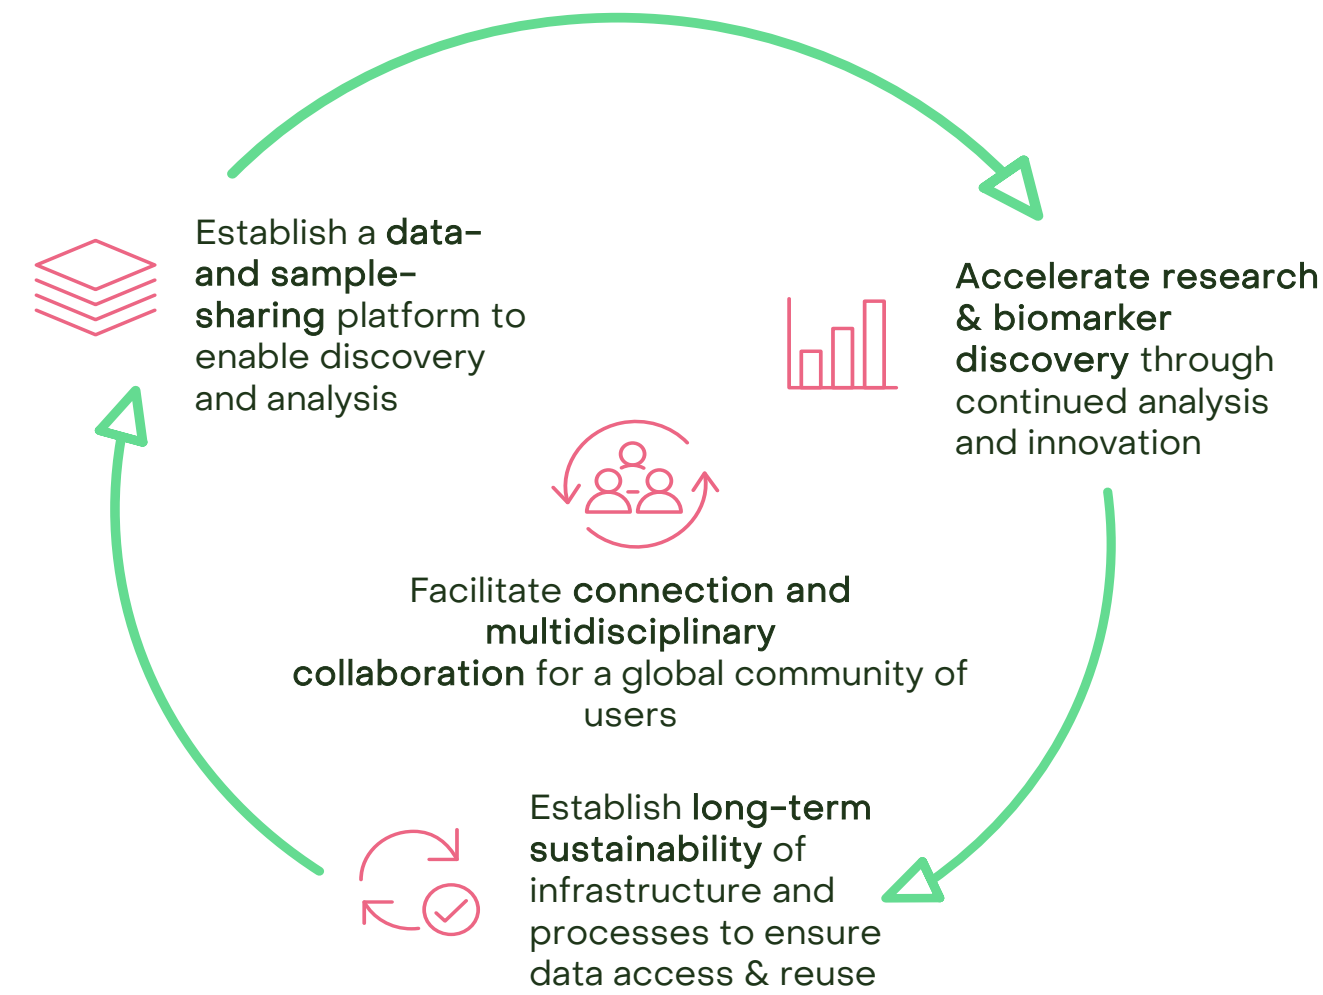 Establish a data-
and sample-
sharing platform to
enable discovery
and analysis
Accelerate research
& biomarker
discovery through
continued analysis
and innovation
Facilitate connection and
multidisciplinary
collaboration for a global community of
users
Establish long-term
sustainability of
infrastructure and
processes to ensure
data access & reuse